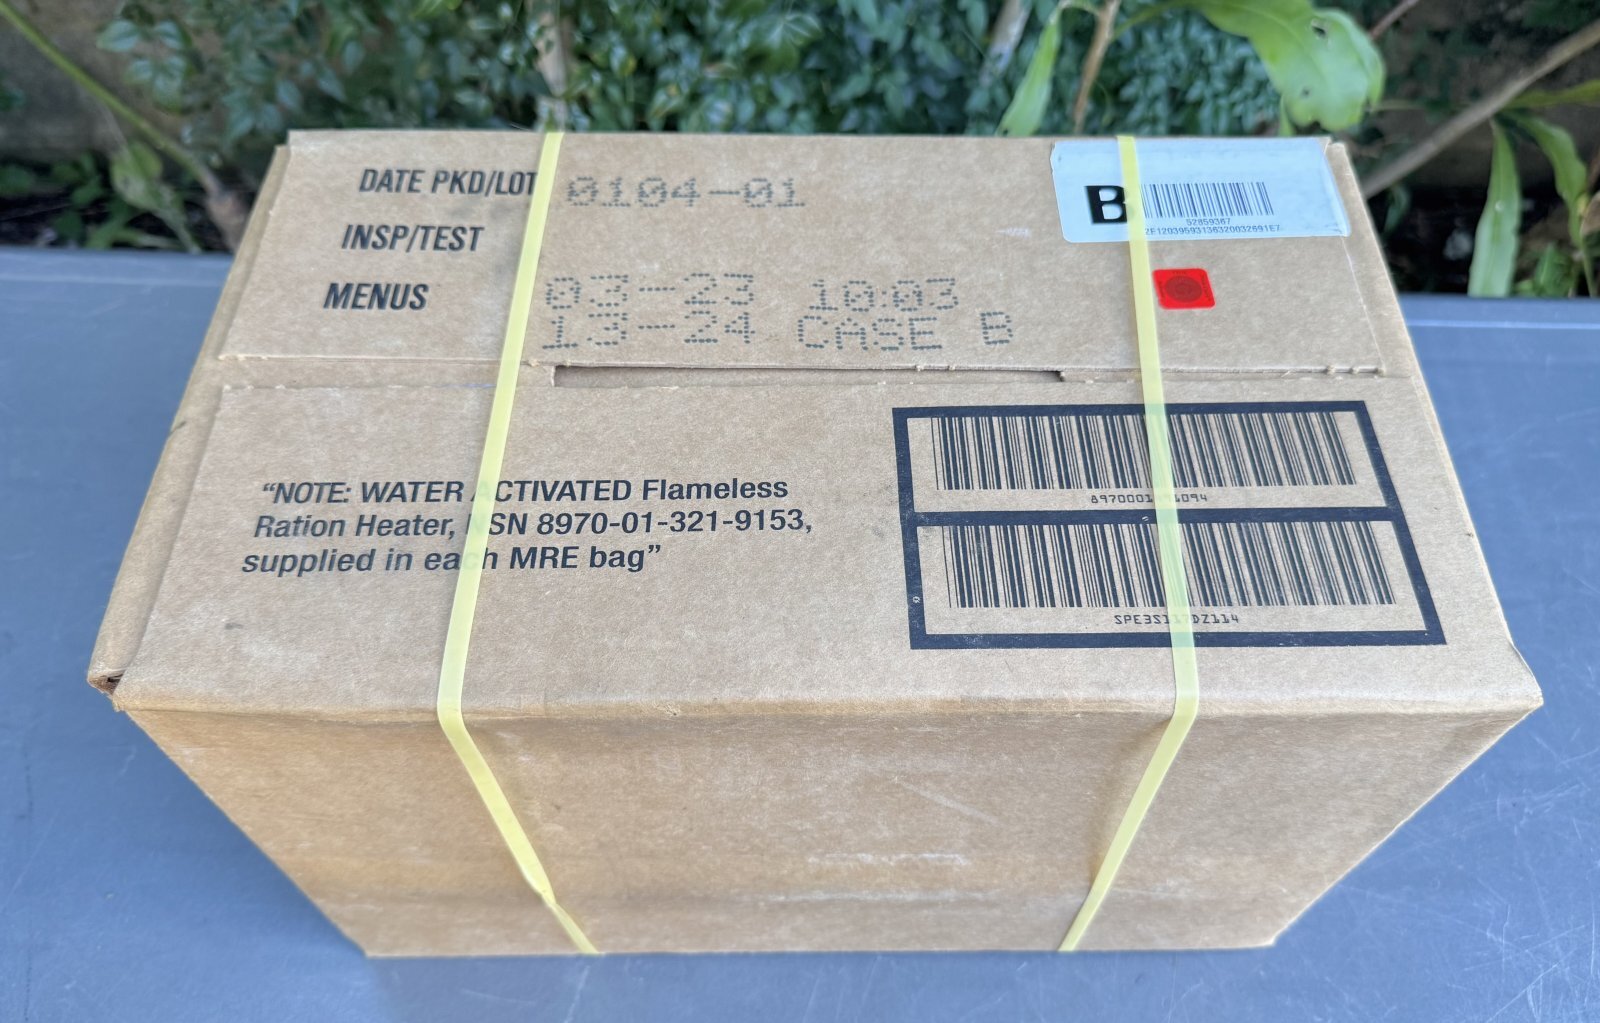 DATE PKD/LOT 0104-01
INSP/TEST
MENUS 03-23 10:03
13-24 CASE B
B
52859367
“NOTE: WATER ACTIVATED Flameless
Ration Heater, NSN 8970-01-321-9153,
supplied in each MRE bag”